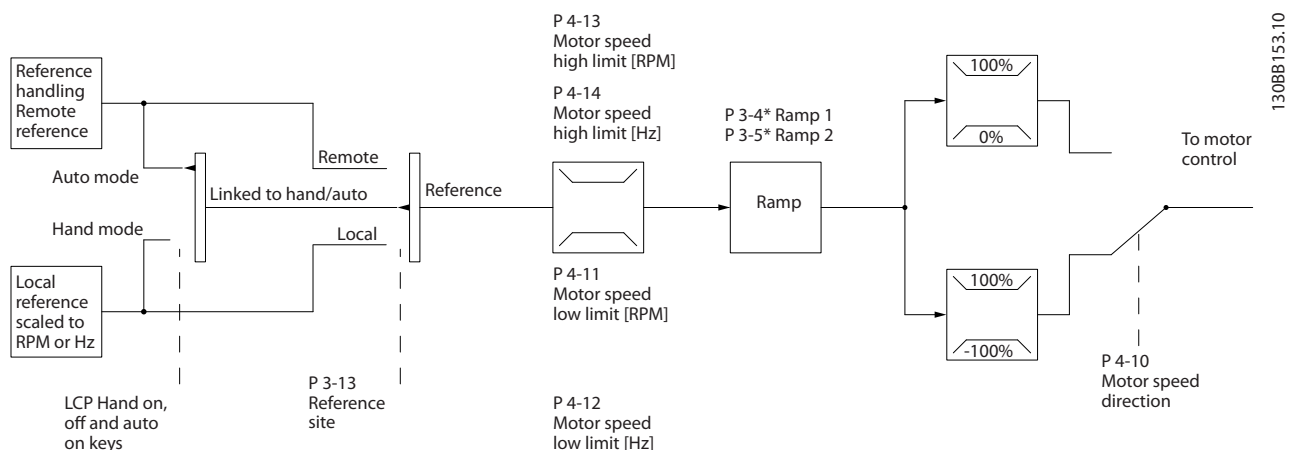 Reference
handling
Remote
reference
Auto mode
Hand mode
Local
reference
scaled to
RPM or Hz
LCP Hand on,
off and auto
on keys
Linked to hand/auto
Remote
Local
P 3-13
Reference
site
Reference
P 4-13
Motor speed
high limit [RPM]
P 4-14
Motor speed
high limit [Hz]
P 4-11
Motor speed
low limit [RPM]
P 4-12
Motor speed
low limit [Hz]
P 3-4* Ramp 1
P 3-5* Ramp 2
Ramp
100%
0%
100%
-100%
To motor
control
P 4-10
Motor speed
direction
130BB153.10